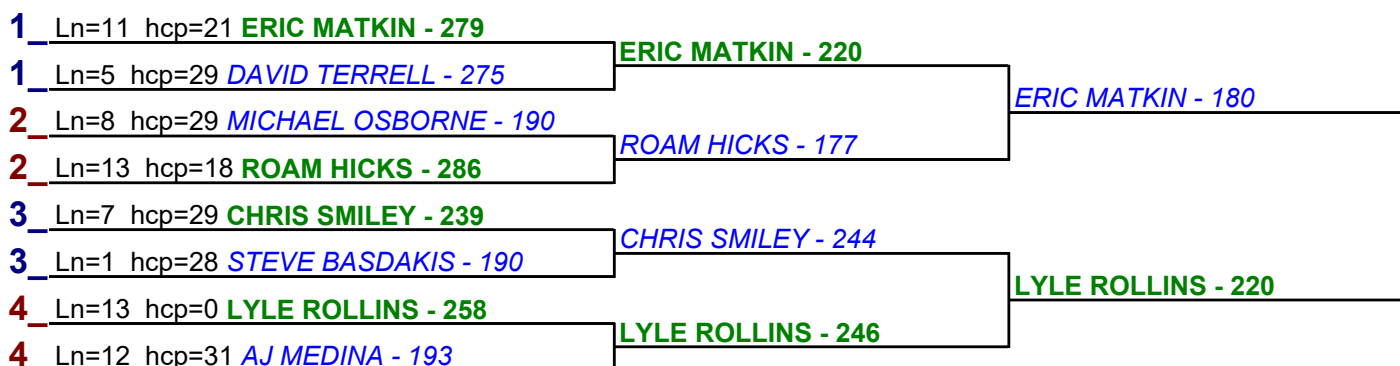 1_ Ln=11 hcp=21 ERIC MATKIN - 279
ERIC MATKIN - 220
1_ Ln=5 hcp=29 DAVID TERRELL - 275
ERIC MATKIN - 180
2_ Ln=8 hcp=29 MICHAEL OSBORNE - 190
ROAM HICKS - 177
2_ Ln=13 hcp=18 ROAM HICKS - 286
3_ Ln=7 hcp=29 CHRIS SMILEY - 239
CHRIS SMILEY - 244
3_ Ln=1 hcp=28 STEVE BASDAKIS - 190
LYLE ROLLINS - 220
4_ Ln=13 hcp=0 LYLE ROLLINS - 258
LYLE ROLLINS - 246
4 Ln=12 hcp=31 AJ MEDINA - 193